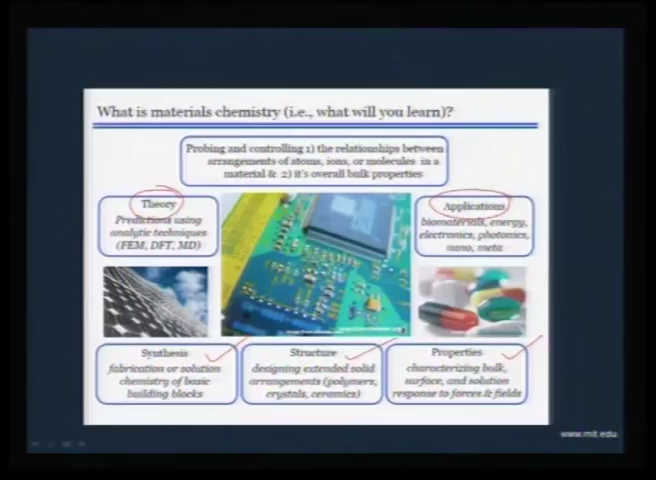 What is materials chemistry (i.e., what will you learn)?
Probing and controlling 1) the relationships between
arrangements of atoms, ions, or molecules in a
material & 2) it's overall bulk properties
Theory
Predictions using
analytic techniques
(FEM, DFT, MD)
Applications
biomaterials, energy,
electronics, photonics,
nano, meta
Synthesis
fabrication or solution
chemistry of basic
building blocks
Structure
designing extended solid
arrangements (polymers,
crystals, ceramics)
Properties
characterizing bulk,
surface, and solution
response to forces & fields
www.mit.edu